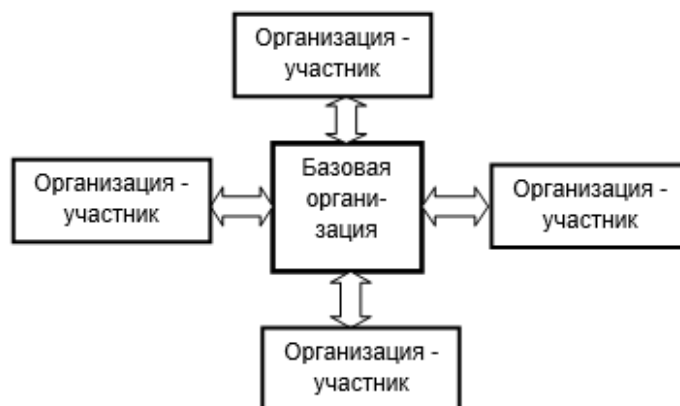 Организация -
участник
Организация -
участник
Базовая
органи-
зация
Организация -
участник
Организация -
участник